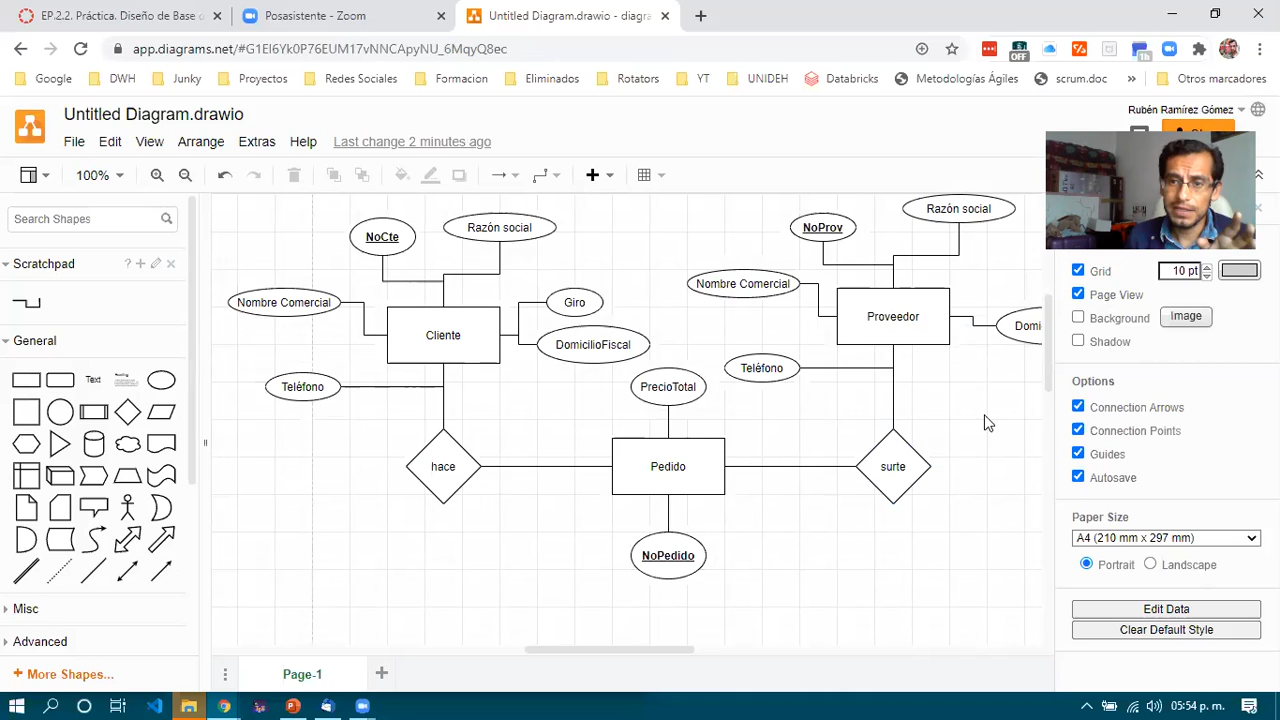 EP.2.2. Práctica. Diseño de Base d
Posasistente - Zoom
Untitled Diagram.drawio - diagra
app.diagrams.net/#G1EI6Yk0P76EUM17vNNCApyNU_6MqyQ8ec
OFF
1h
Google
DWH
Junky
Proyectos
Redes Sociales
Formacion
Eliminados
Rotators
YT
UNIDEH
Databricks
Metodologías Ágiles
scrum.doc
»
Otros marcadores
Untitled Diagram.drawio
Rubén Ramírez Gómez
File
Edit
View
Arrange
Extras
Help
Last change 2 minutes ago
100%
Search Shapes
Scratchpad
?
General
Text
Misc
Advanced
+ More Shapes...
NoCte
Razón social
Nombre Comercial
Giro
Cliente
DomicilioFiscal
Teléfono
hace
PrecioTotal
Pedido
NoPedido
NoProv
Razón social
Nombre Comercial
Proveedor
Domi
Teléfono
surte
Grid
10 pt
Page View
Background
Image
Shadow
Options
Connection Arrows
Connection Points
Guides
Autosave
Paper Size
A4 (210 mm x 297 mm)
Portrait
Landscape
Edit Data
Clear Default Style
Page-1
05:54 p. m.